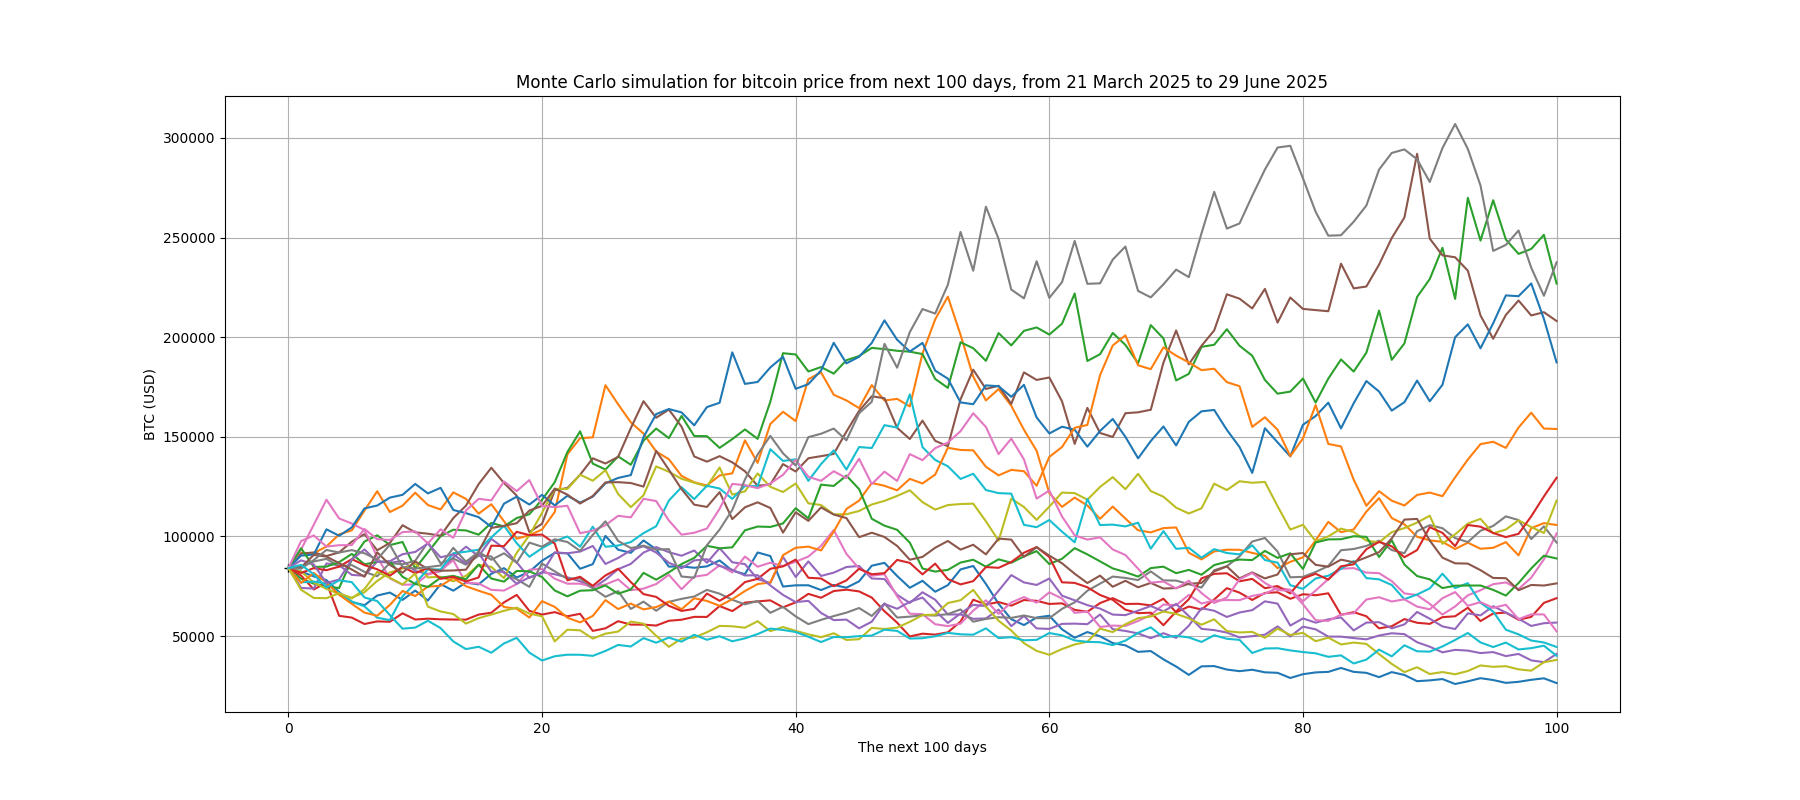 Monte Carlo simulation for bitcoin price from next 100 days, from 21 March 2025 to 29 June 2025
300000
250000
200000
150000
100000
50000
BTC (USD)
0 20 40 60 80 100
The next 100 days